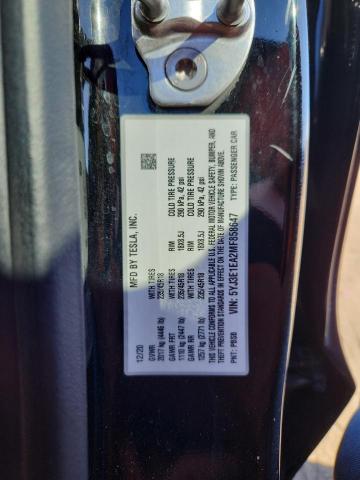 MFD BY TESLA, INC.
12/20
GVWR
2017 kg (4446 lb)
GAWR FRT
1110 kg (2447 lb)
WITH TIRES
235/45R18
RIM
18X8.5J
COLD TIRE PRESSURE
290 kPa, 42 psi
GAWR RR
1257 kg (2771 lb)
WITH TIRES
235/45R18
RIM
18X8.5J
COLD TIRE PRESSURE
290 kPa, 42 psi
THIS VEHICLE CONFORMS TO ALL APPLICABLE
FEDERAL MOTOR VEHICLE SAFETY, BUMPER, AND
THEFT PREVENTION STANDARDS IN EFFECT ON THE
DATE OF MANUFACTURE SHOWN ABOVE.
VIN: 5YJ3E1EA2MF858647
PNT: PBSB
TYPE: PASSENGER CAR